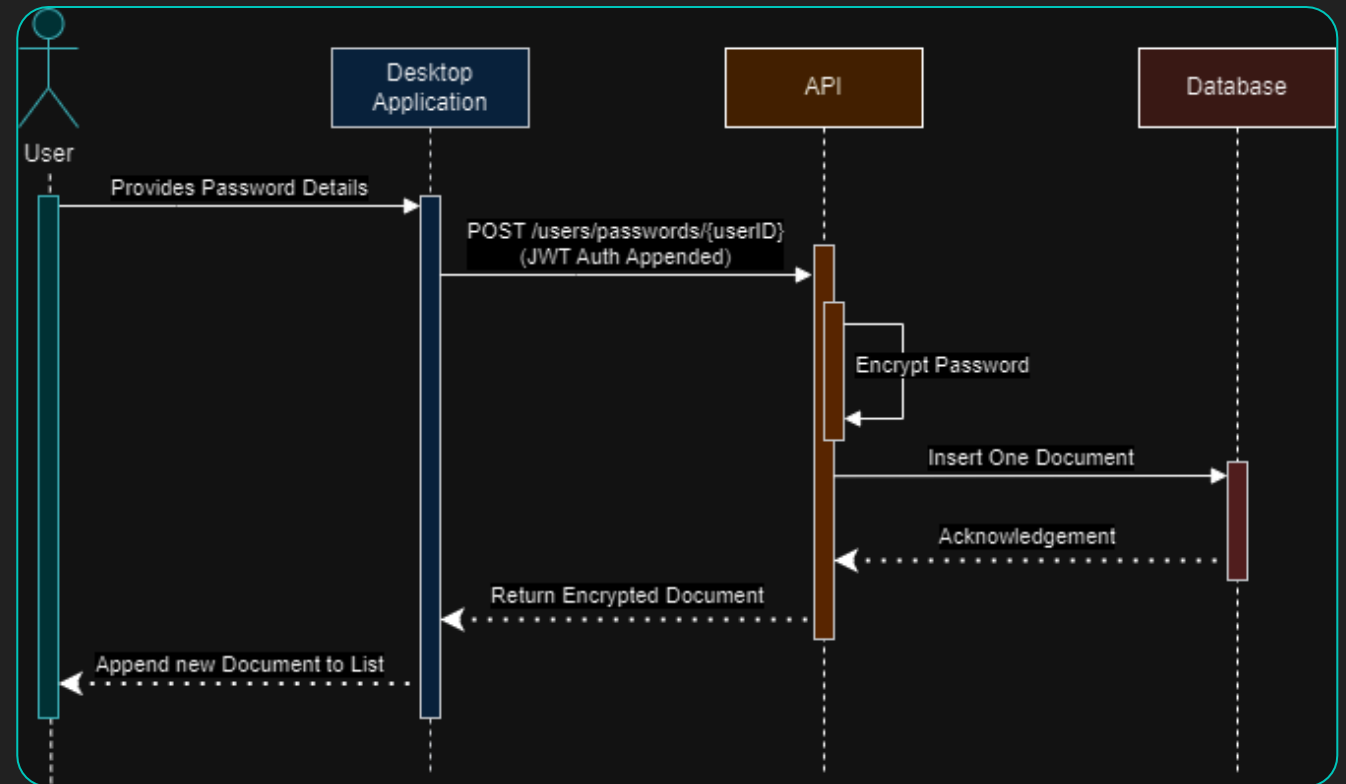 Desktop
Application
API
Database
User
Provides Password Details
POST /users/passwords/{userID}
(JWT Auth Appended)
Encrypt Password
Insert One Document
Acknowledgement
Return Encrypted Document
Append new Document to List